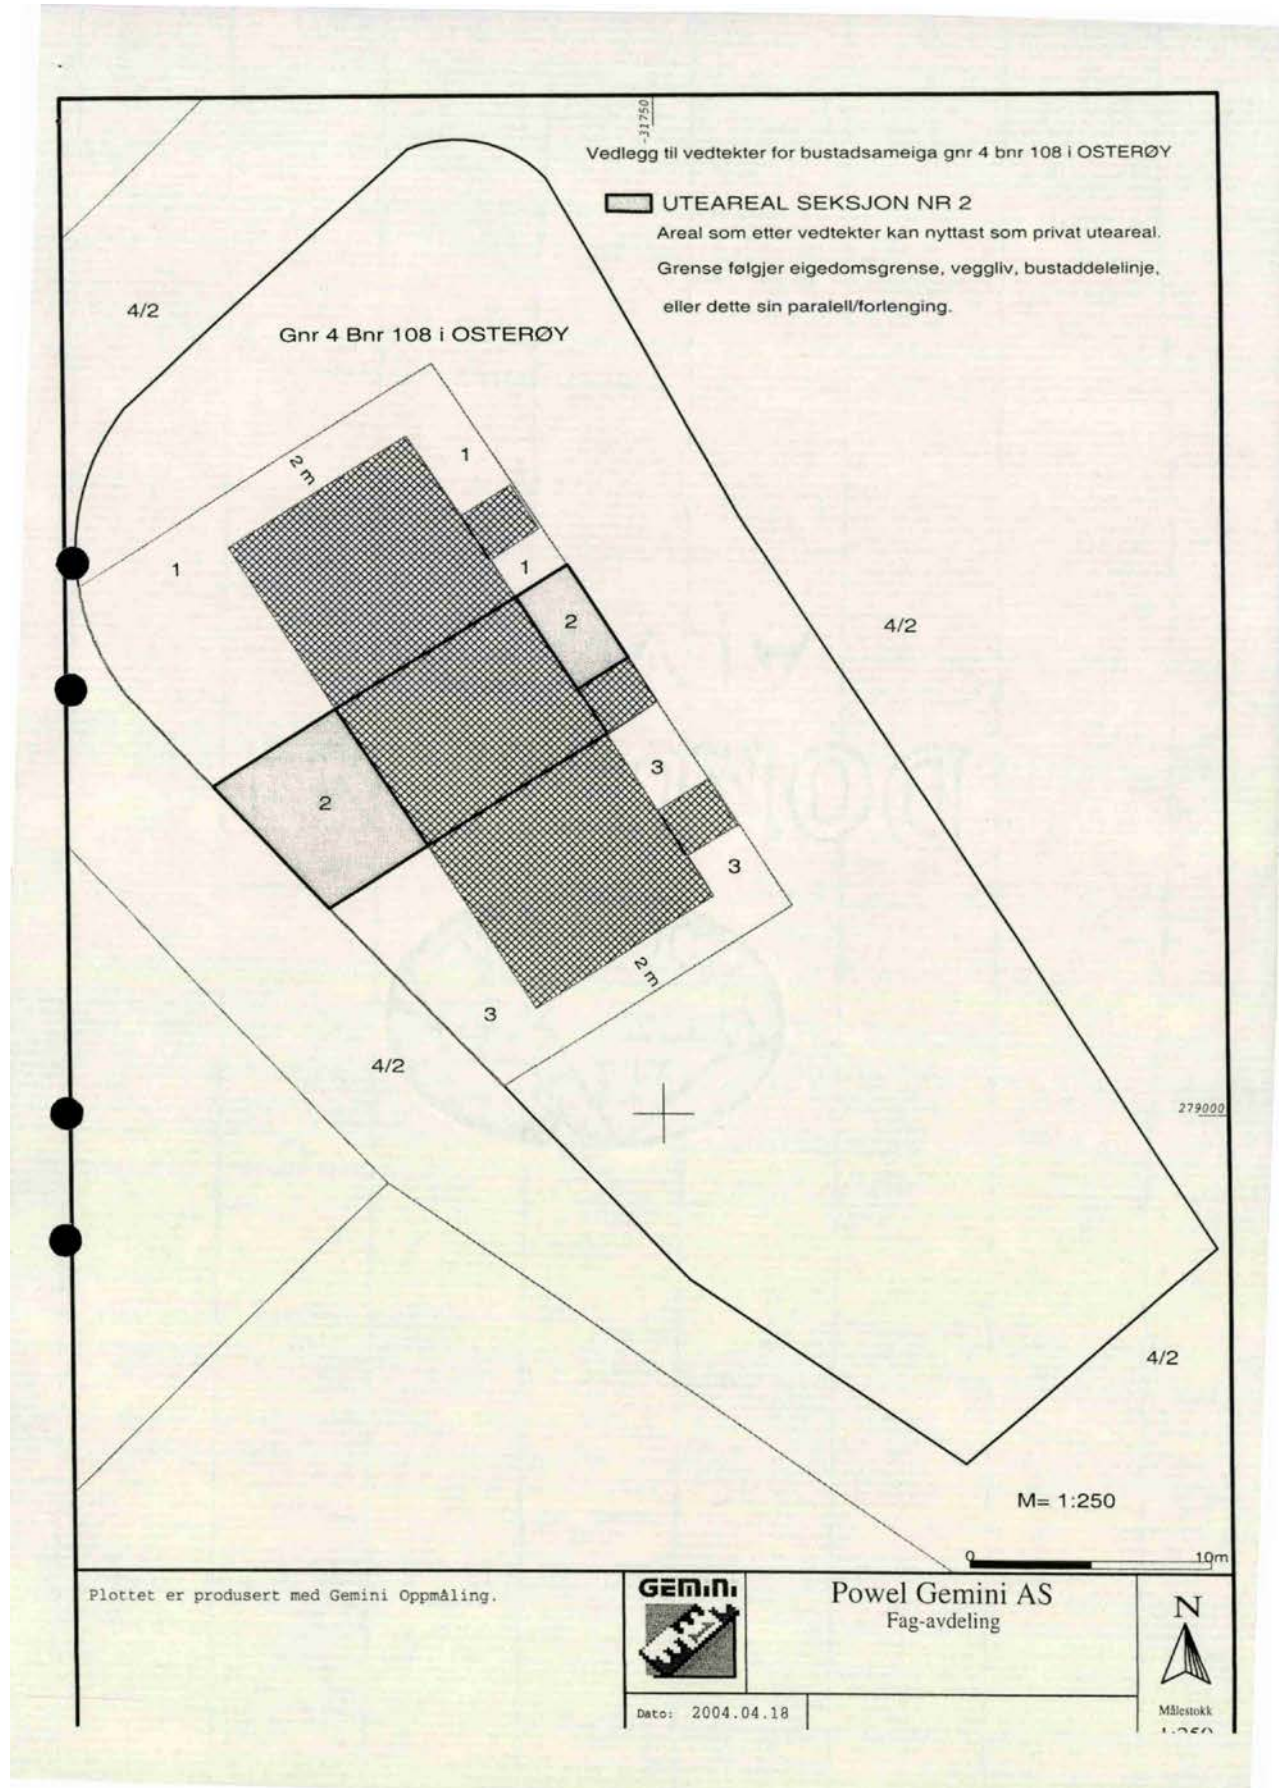 -31750
Vedlegg til vedtekter for bustadsameiga gnr 4 bnr 108 i OSTERØY
UTEAREAL SEKSJON NR 2
Areal som etter vedtekter kan nyttast som privat uteareal.
Grense følgjer eigedomsgrense, veggliv, bustaddelelinje,
eller dette sin paralell/forlenging.
4/2
Gnr 4 Bnr 108 i OSTERØY
2 m
1
1
1
2
4/2
3
2
3
2 m
3
4/2
279000
4/2
M= 1:250
0 10m
Plottet er produsert med Gemini Oppmåling.
GEMINI
Powel Gemini AS
Fag-avdeling
N
Målestokk
1:250
Dato: 2004.04.18